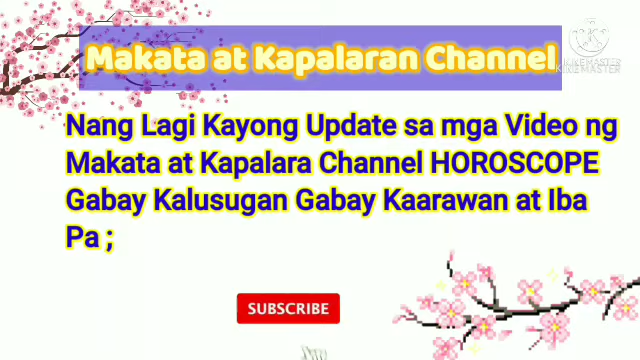 Makata at Kapalaran Channel
KINEMASTER
Nang Lagi Kayong Update sa mga Video ng
Makata at Kapalara Channel HOROSCOPE
Gabay Kalusugan Gabay Kaarawan at Iba
Pa ;
SUBSCRIBE